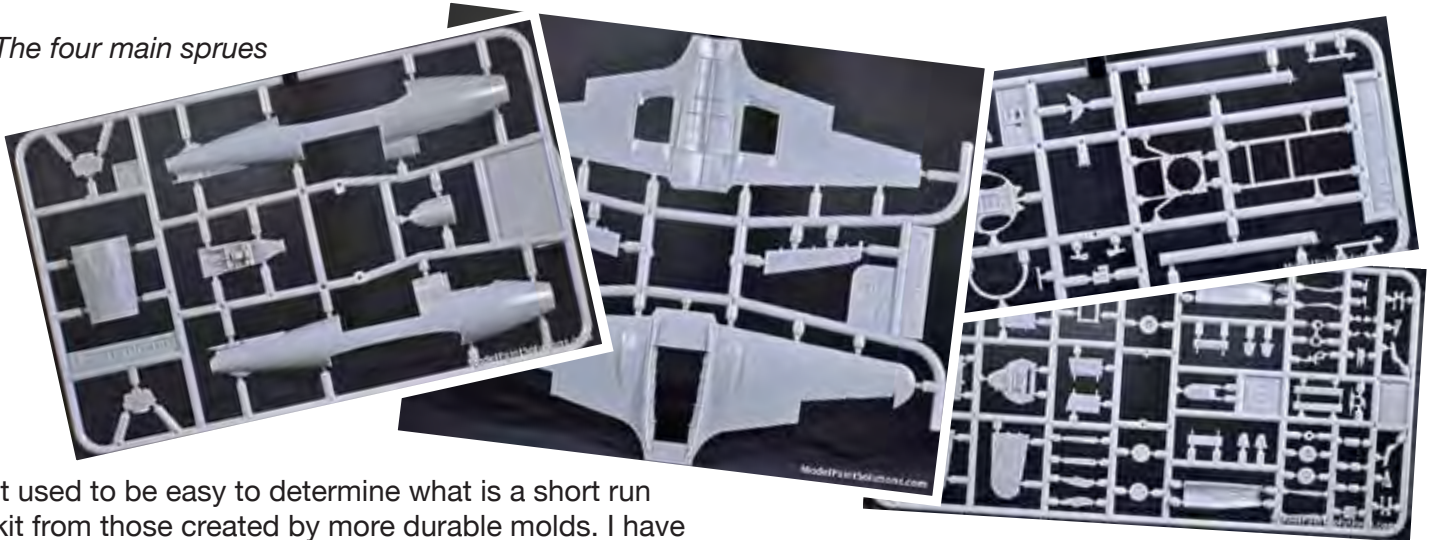 The four main sprues
ModelPaintSolutions.com
t used to be easy to determine what is a short run
kit from those created by more durable molds. I have